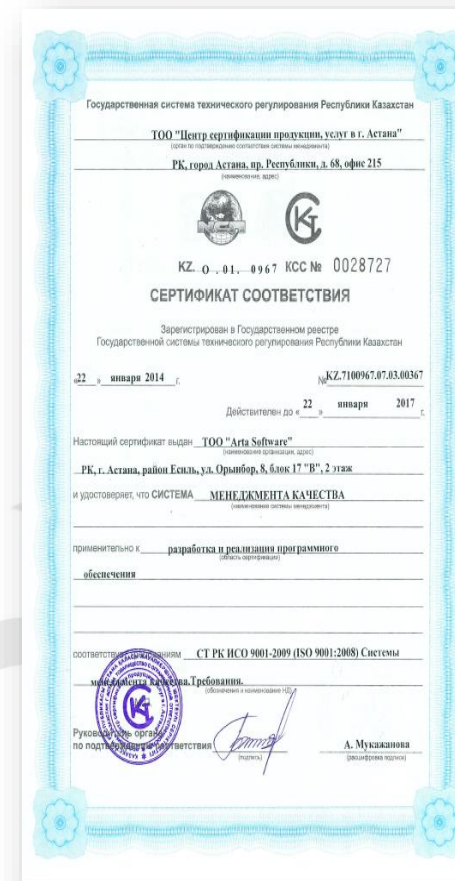 Государственная система технического регулирования Республики Казахстан
ТОО "Центр сертификации продукции, услуг в г. Астана"
(орган по подтверждению соответствия системы менеджмента)
РК, город Астана, пр. Республики, д. 68, офис 215
(наименование, адрес)
KZ. О .01. 0967 КСС № 0028727
СЕРТИФИКАТ СООТВЕТСТВИЯ
Зарегистрирован в Государственном реестре
Государственной системы технического регулирования Республики Казахстан
«22 » января 2014 г. №KZ.7100967.07.03.00367
Действителен до « 22 » января 2017 г.
Настоящий сертификат выдан ТОО "Arta Software"
(наименование организации, адрес)
РК, г. Астана, район Есиль, ул. Орынбор, 8, блок 17 "В", 2 этаж
и удостоверяет, что СИСТЕМА МЕНЕДЖМЕНТА КАЧЕСТВА
(наименование системы менеджмента)
применительно к разработка и реализация программного
(область сертификации)
обеспечения
соответствует требованиям СТ РК ИСО 9001-2009 (ISO 9001:2008) Системы
менеджмента качества.Требования.
(обозначения и наименование НД)
Руководитель органа
по подтверждению соответствия А. Мукажанова
(подпись) (расшифровка подписи)